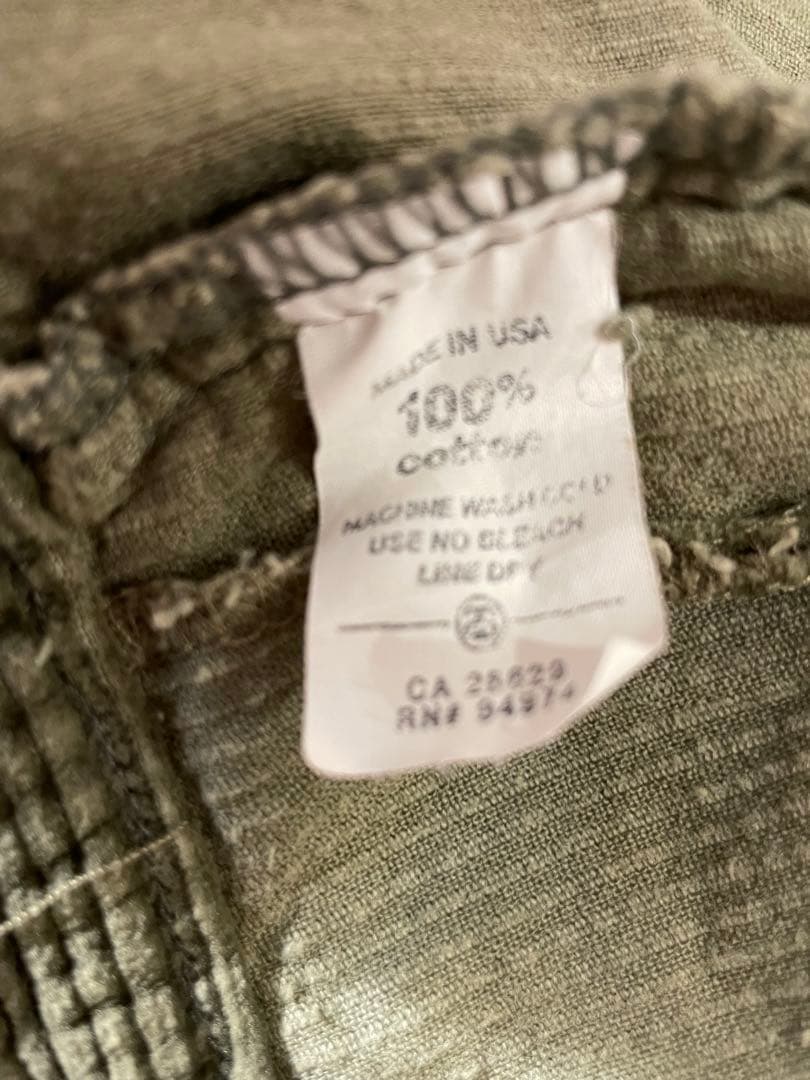 MADE IN USA
100%
cotton
MACHINE WASH COLD
USE NO BLEACH
LINE DRY
CA 28629
RN# 94974